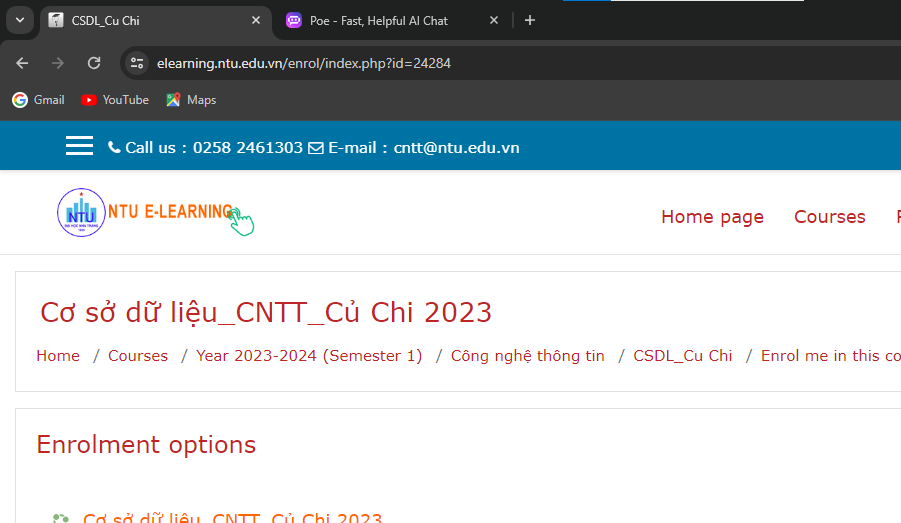 CSDL_Cu Chi
Poe - Fast, Helpful AI Chat
elearning.ntu.edu.vn/enrol/index.php?id=24284
Gmail YouTube Maps
Call us : 0258 2461303 E-mail : cntt@ntu.edu.vn
NTU
NTU E-LEARNING
Home page Courses
Cơ sở dữ liệu_CNTT_Củ Chi 2023
Home / Courses / Year 2023-2024 (Semester 1) / Công nghệ thông tin / CSDL_Cu Chi / Enrol me in this co
Enrolment options
Cơ sở dữ liệu_CNTT_Củ Chi 2023